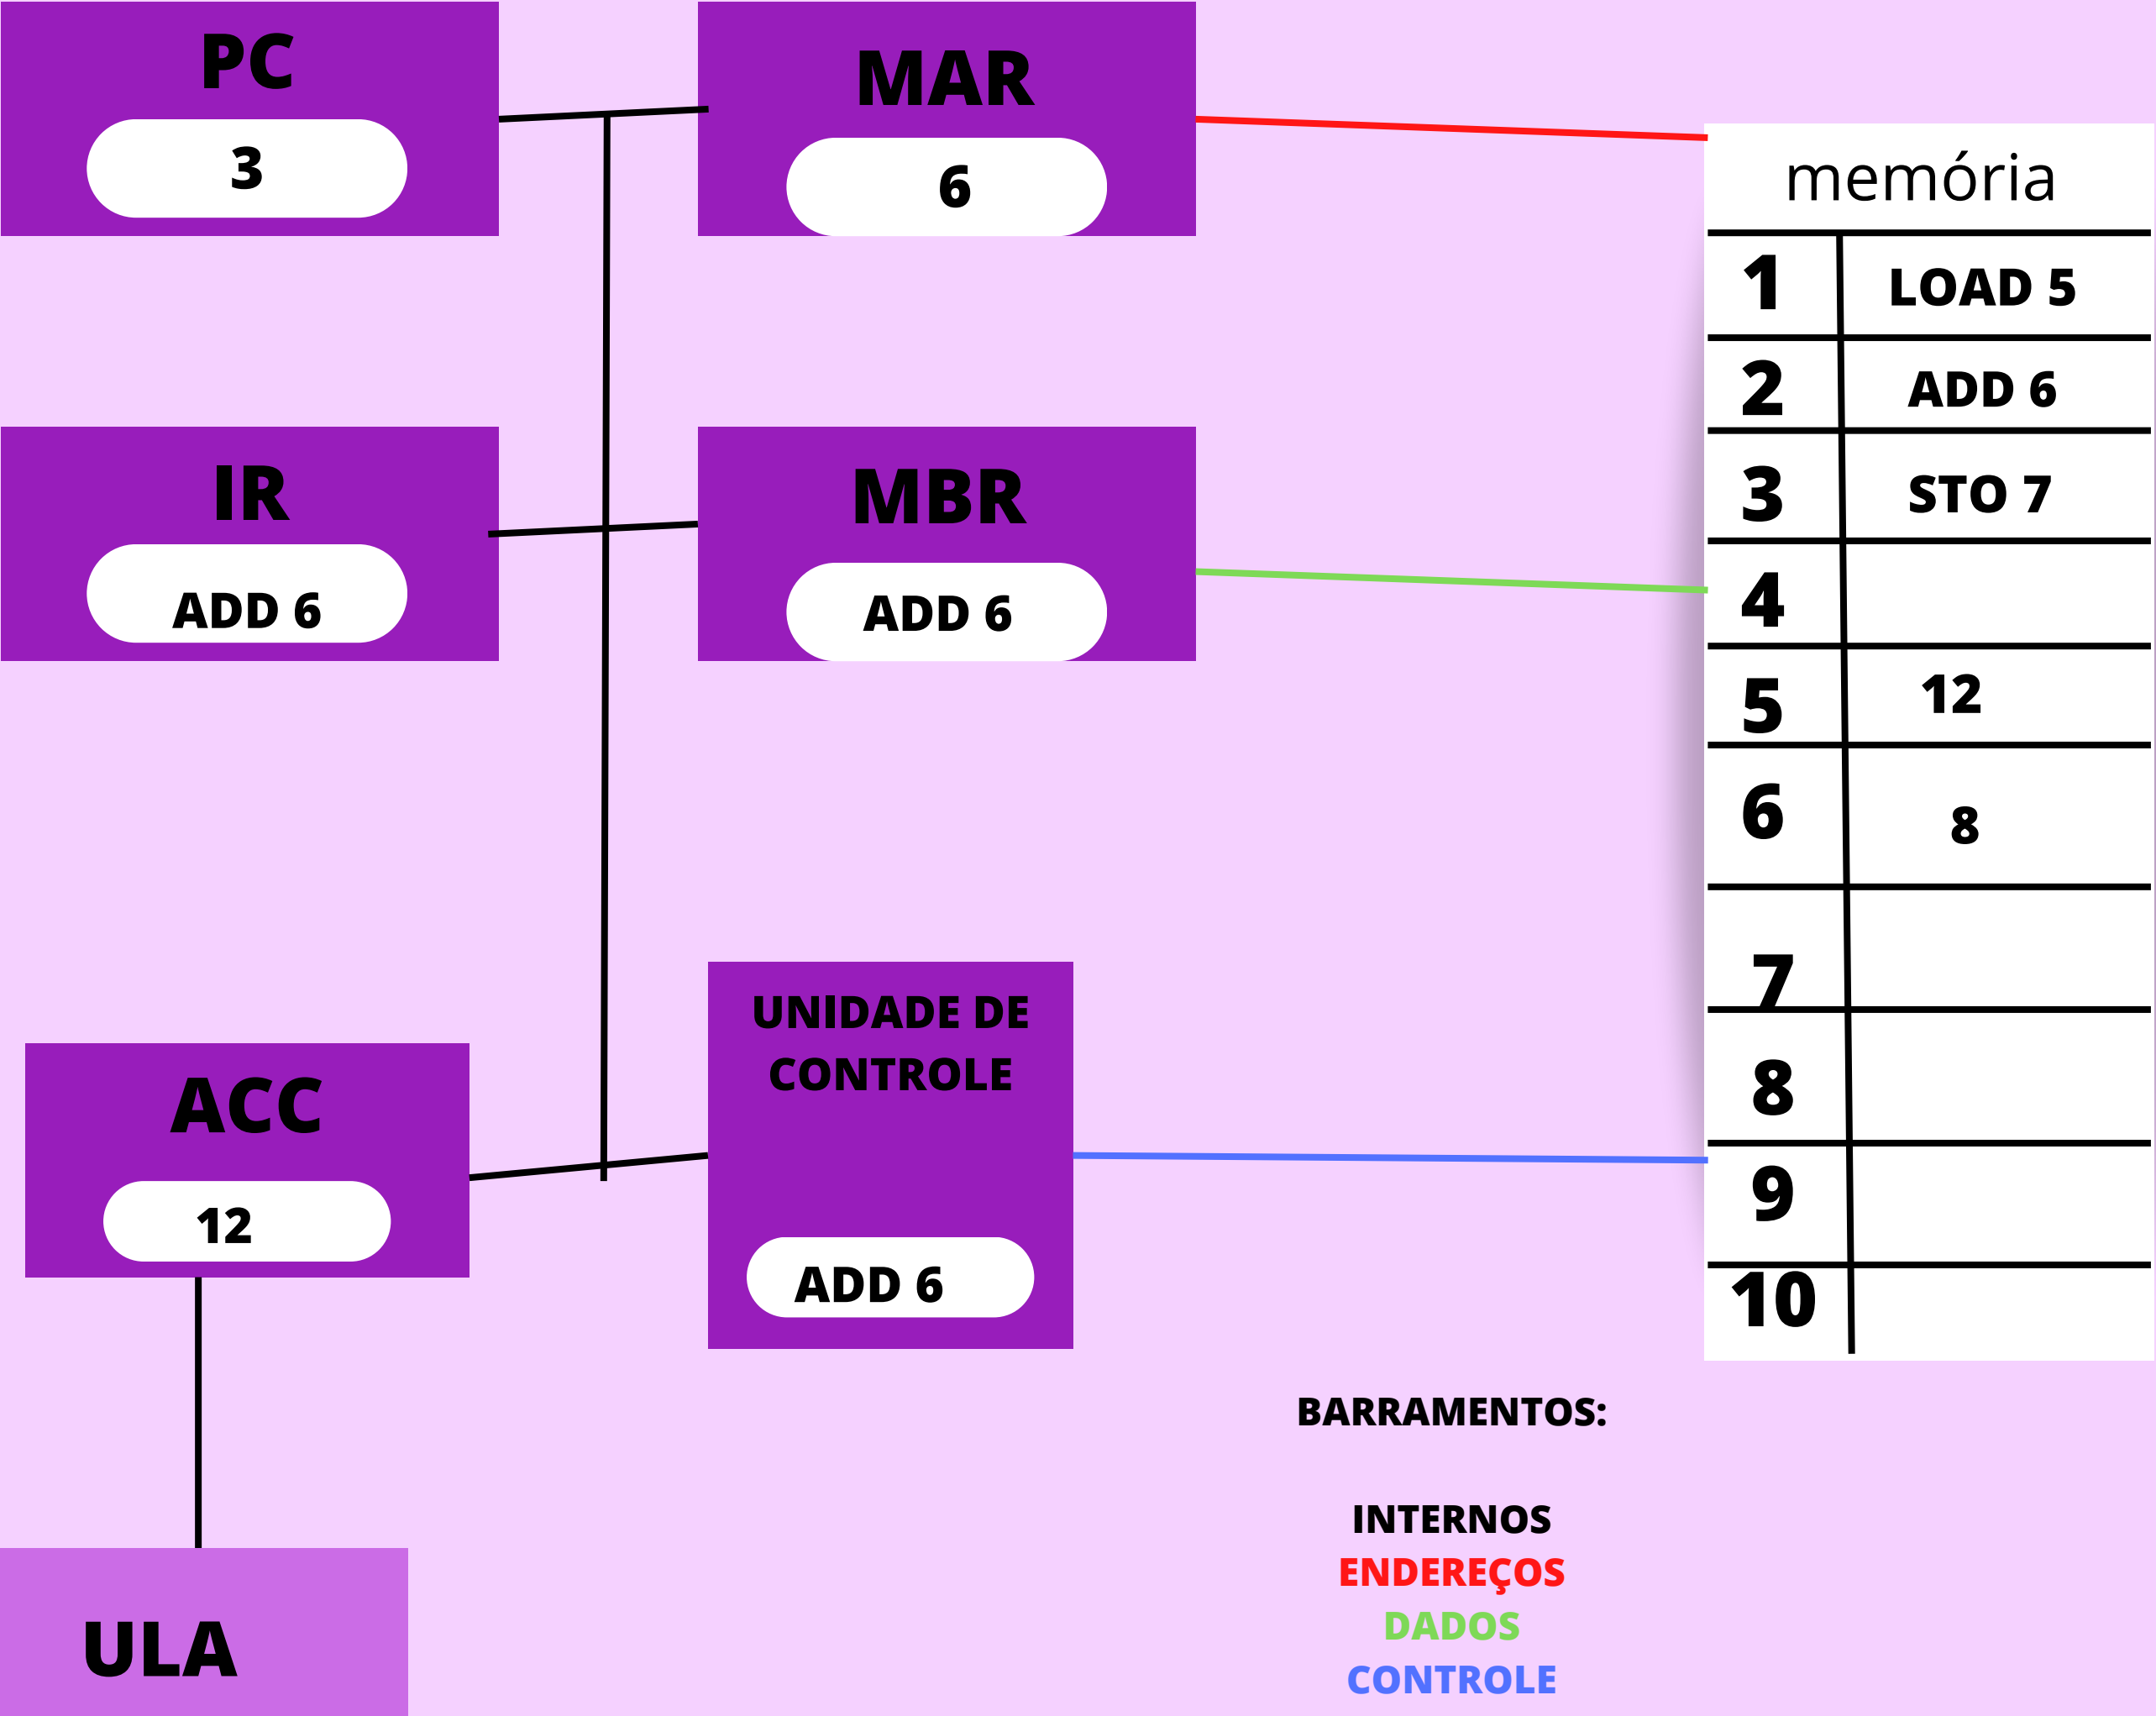 PC
3
MAR
6
IR
ADD 6
MBR
ADD 6
ACC
12
UNIDADE DE
CONTROLE
ADD 6
ULA
memória
1 LOAD 5
2 ADD 6
3 STO 7
4
5 12
6 8
7
8
9
10
BARRAMENTOS:
INTERNOS
ENDEREÇOS
DADOS
CONTROLE